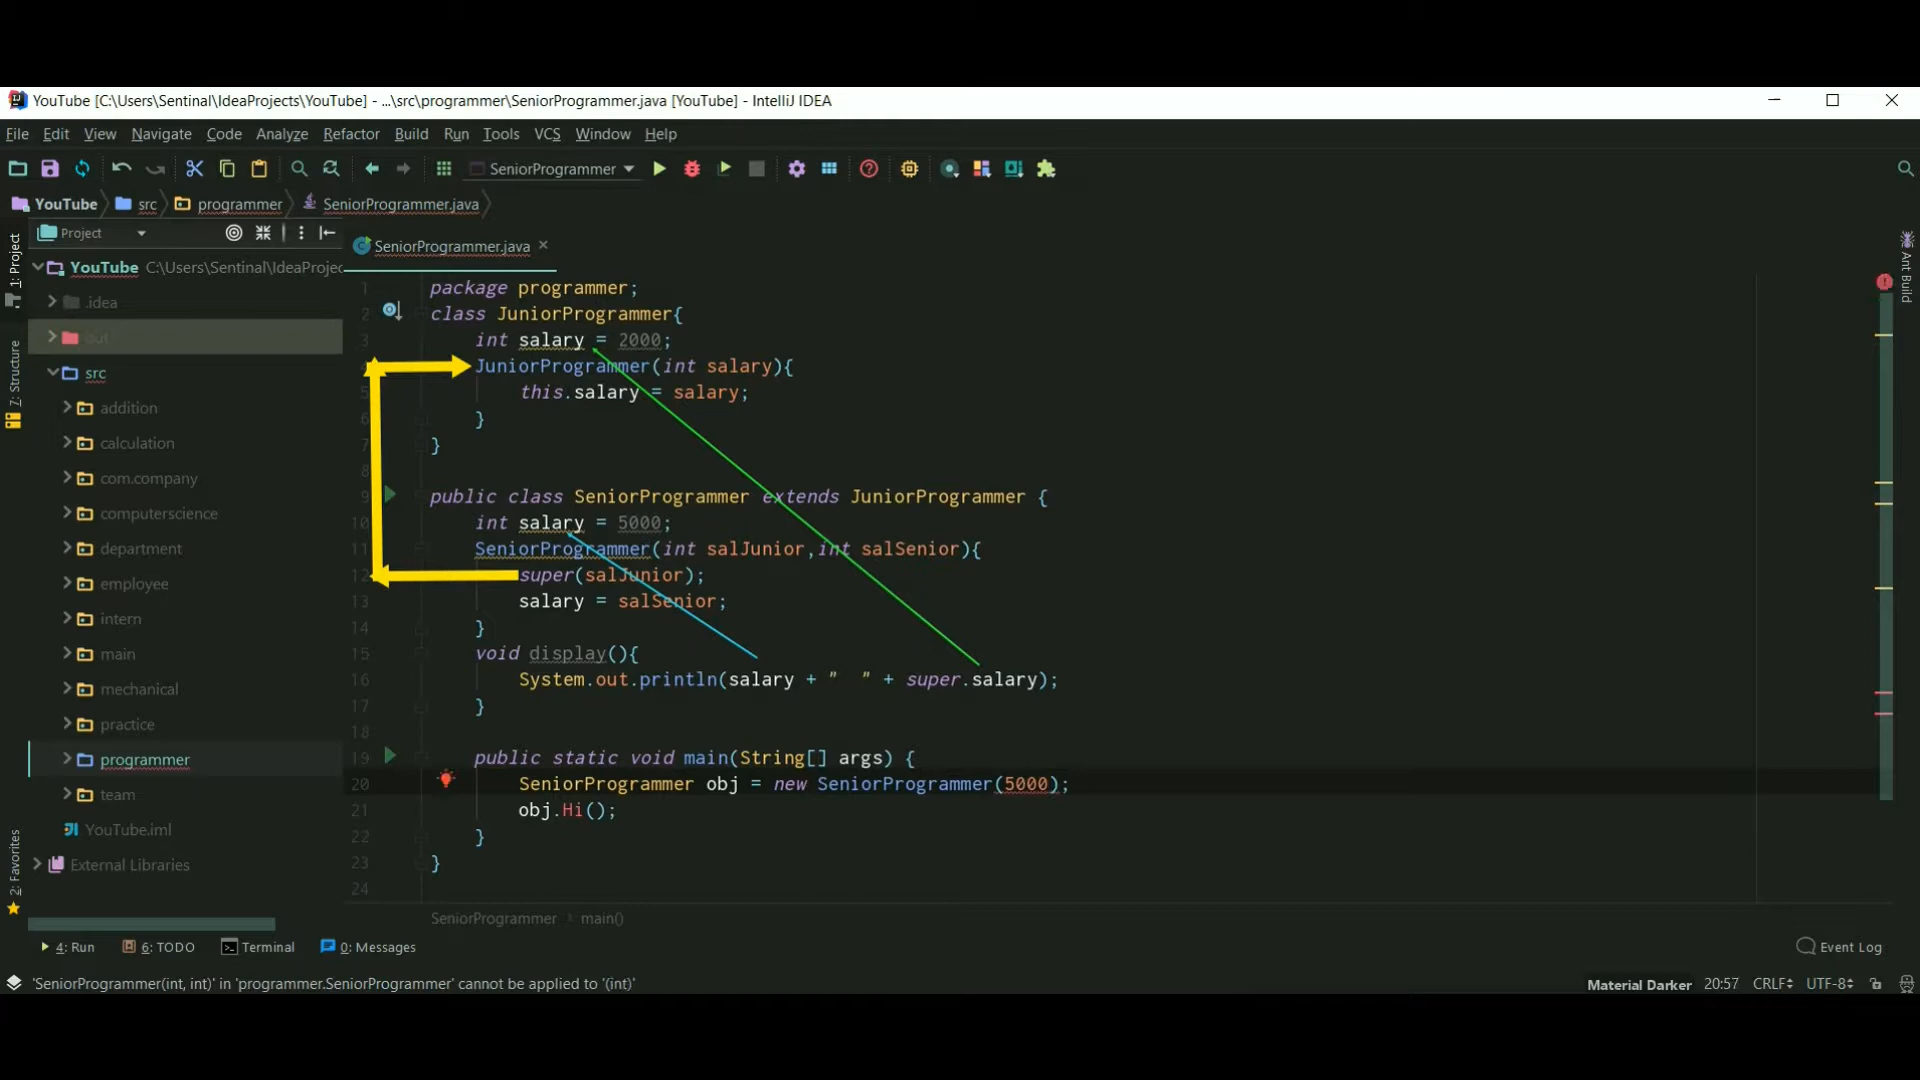 YouTube [C:\Users\Sentinal\IdeaProjects\YouTube] - ...\src\programmer\SeniorProgrammer.java [YouTube] - IntelliJ IDEA
File Edit View Navigate Code Analyze Refactor Build Run Tools VCS Window Help
SeniorProgrammer
YouTube src programmer SeniorProgrammer.java
Project
SeniorProgrammer.java
1: Project
7: Structure
2: Favorites
Ant Build
YouTube C:\Users\Sentinal\IdeaProjec
.idea
out
src
addition
calculation
com.company
computerscience
department
employee
intern
main
mechanical
practice
programmer
team
YouTube.iml
External Libraries
1 package programmer;
2 class JuniorProgrammer{
3 int salary = 2000;
JuniorProgrammer(int salary){
5 this.salary = salary;
6 }
7 }
8
9 public class SeniorProgrammer extends JuniorProgrammer {
10 int salary = 5000;
11 SeniorProgrammer(int salJunior,int salSenior){
12 super(salJunior);
13 salary = salSenior;
14 }
15 void display(){
16 System.out.println(salary + "  " + super.salary);
17 }
18
19 public static void main(String[] args) {
20 SeniorProgrammer obj = new SeniorProgrammer(5000);
21 obj.Hi();
22 }
23 }
24
SeniorProgrammer main()
4: Run 6: TODO Terminal 0: Messages Event Log
'SeniorProgrammer(int, int)' in 'programmer.SeniorProgrammer' cannot be applied to '(int)' Material Darker 20:57 CRLF UTF-8